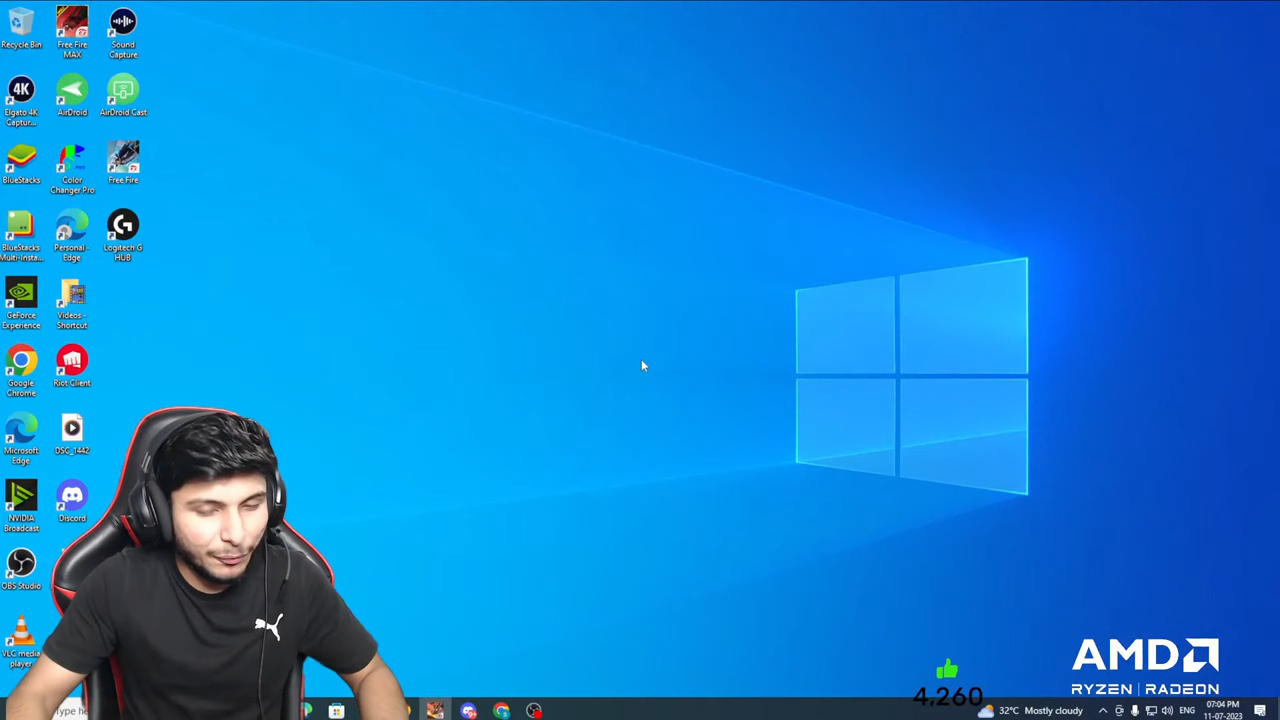 Recycle Bin
Free Fire
MAX
Sound
Capture
4K
Elgato 4K
Captur...
AirDroid
AirDroid Cast
BlueStacks
Color
Changer Pro
Free Fire
BlueStacks
Multi-Insta...
Personal -
Edge
Logitech G
HUB
GeForce
Experience
Videos -
Shortcut
Google
Chrome
Riot Client
Microsoft
Edge
DSC_1442
NVIDIA
Broadcast
Discord
OBS Studio
VLC media
player
AMD
RYZEN | RADEON
4,260
Type he
32°C Mostly cloudy
ENG
07:04 PM
11-07-2023